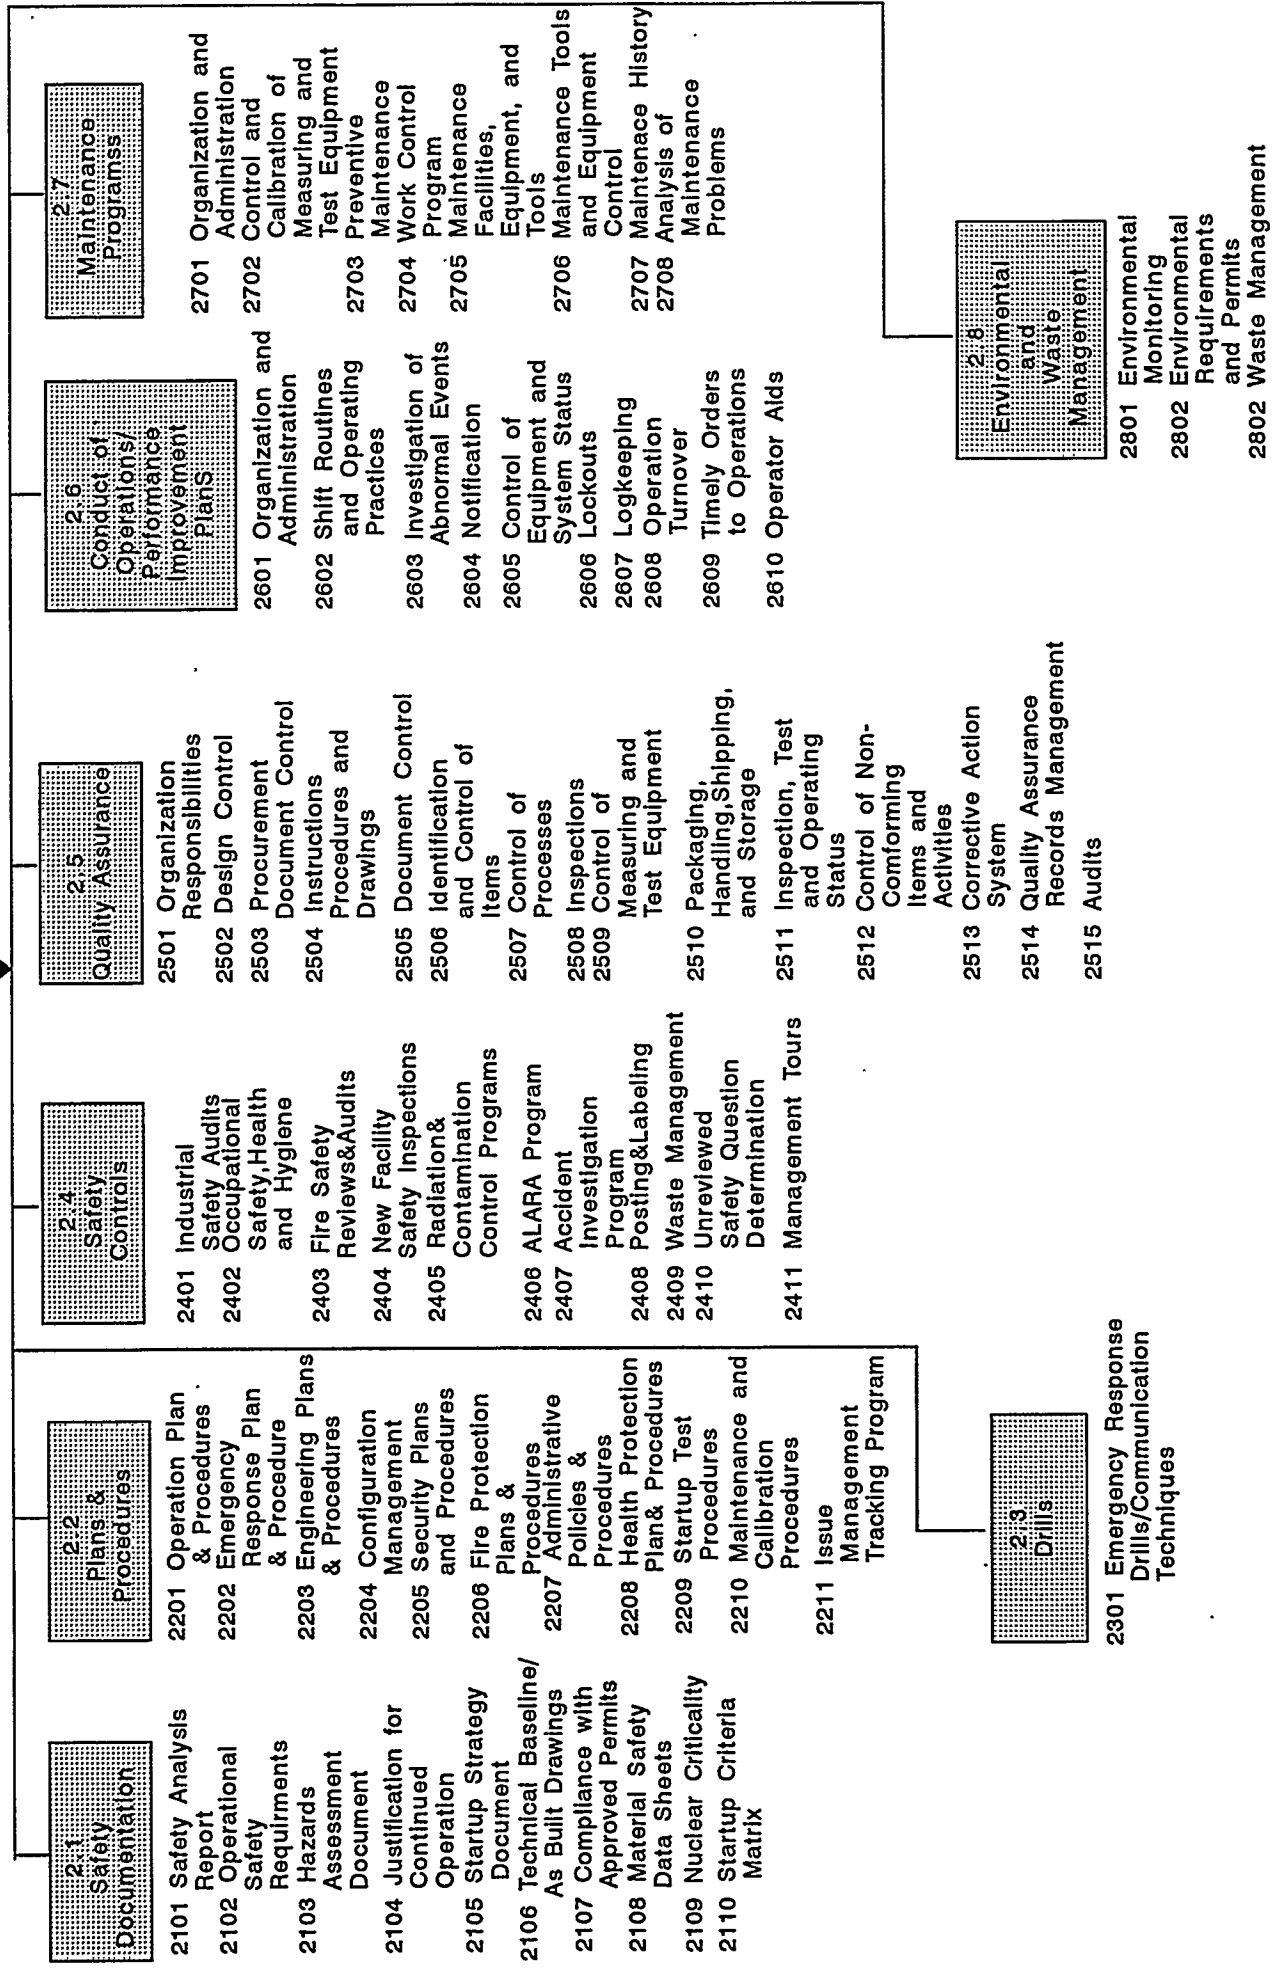 2.1
Safety
Documentation
2101 Safety Analysis
Report
2102 Operational
Safety
Requirments
2103 Hazards
Assessment
Document
2104 Justification for
Continued
Operation
2105 Startup Strategy
Document
2106 Technical Baseline/
As Built Drawings
2107 Compliance with
Approved Permits
2108 Material Safety
Data Sheets
2109 Nuclear Criticality
2110 Startup Criteria
Matrix
2.2
Plans &
Procedures
2201 Operation Plan
& Procedures
2202 Emergency
Response Plan
& Procedure
2203 Engineering Plans
& Procedures
2204 Configuration
Management
2205 Security Plans
and Procedures
2206 Fire Protection
Plans &
Procedures
2207 Administrative
Policies &
Procedures
2208 Health Protection
Plan& Procedures
2209 Startup Test
Procedures
2210 Maintenance and
Calibration
Procedures
2211 Issue
Management
Tracking Program
2.3
Drills
2301 Emergency Response
Drills/Communication
Techniques
2.4
Safety
Controls
2401 Industrial
Safety Audits
2402 Occupational
Safety,Health
and Hygiene
2403 Fire Safety
Reviews&Audits
2404 New Facility
Safety Inspections
2405 Radiation&
Contamination
Control Programs
2406 ALARA Program
2407 Accident
Investigation
Program
2408 Posting&Labeling
2409 Waste Management
2410 Unreviewed
Safety Question
Determination
2411 Management Tours
2.5
Quality Assurance
2501 Organization
Responsibilities
2502 Design Control
2503 Procurement
Document Control
2504 Instructions
Procedures and
Drawings
2505 Document Control
2506 Identification
and Control of
Items
2507 Control of
Processes
2508 Inspections
2509 Control of
Measuring and
Test Equipment
2510 Packaging,
Handling,Shipping,
and Storage
2511 Inspection, Test
and Operating
Status
2512 Control of Non-
Comforming
Items and
Activities
2513 Corrective Action
System
2514 Quality Assurance
Records Management
2515 Audits
2.6
Conduct of
Operations/
Performance
Improvement
PlanS
2601 Organization and
Administration
2602 Shift Routines
and Operating
Practices
2603 Investigation of
Abnormal Events
2604 Notification
2605 Control of
Equipment and
System Status
2606 Lockouts
2607 Logkeeping
2608 Operation
Turnover
2609 Timely Orders
to Operations
2610 Operator Aids
2.7
Maintenance
Programss
2701 Organization and
Administration
2702 Control and
Calibration of
Measuring and
Test Equipment
2703 Preventive
Maintenance
2704 Work Control
Program
2705 Maintenance
Facilities,
Equipment, and
Tools
2706 Maintenance Tools
and Equipment
Control
2707 Maintenace History
2708 Analysis of
Maintenance
Problems
2.8
Environmental
and
Waste
Management
2801 Environmental
Monitoring
2802 Environmental
Requirements
and Permits
2802 Waste Management